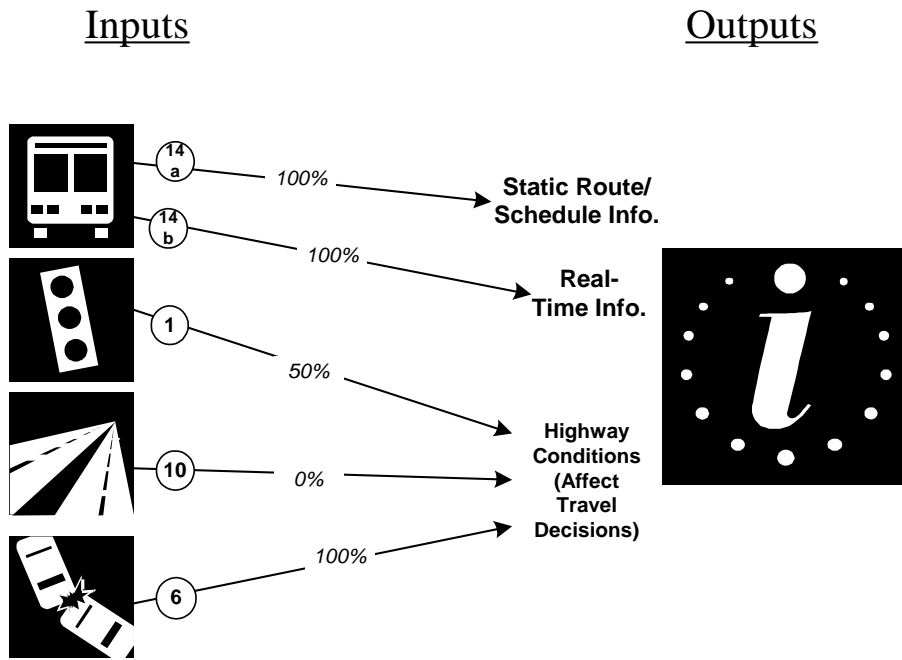 Inputs
Outputs
14
a
100%
Static Route/
Schedule Info.
14
b
100%
Real-
Time Info.
1
50%
Highway
Conditions
(Affect
Travel
Decisions)
10
0%
6
100%
i